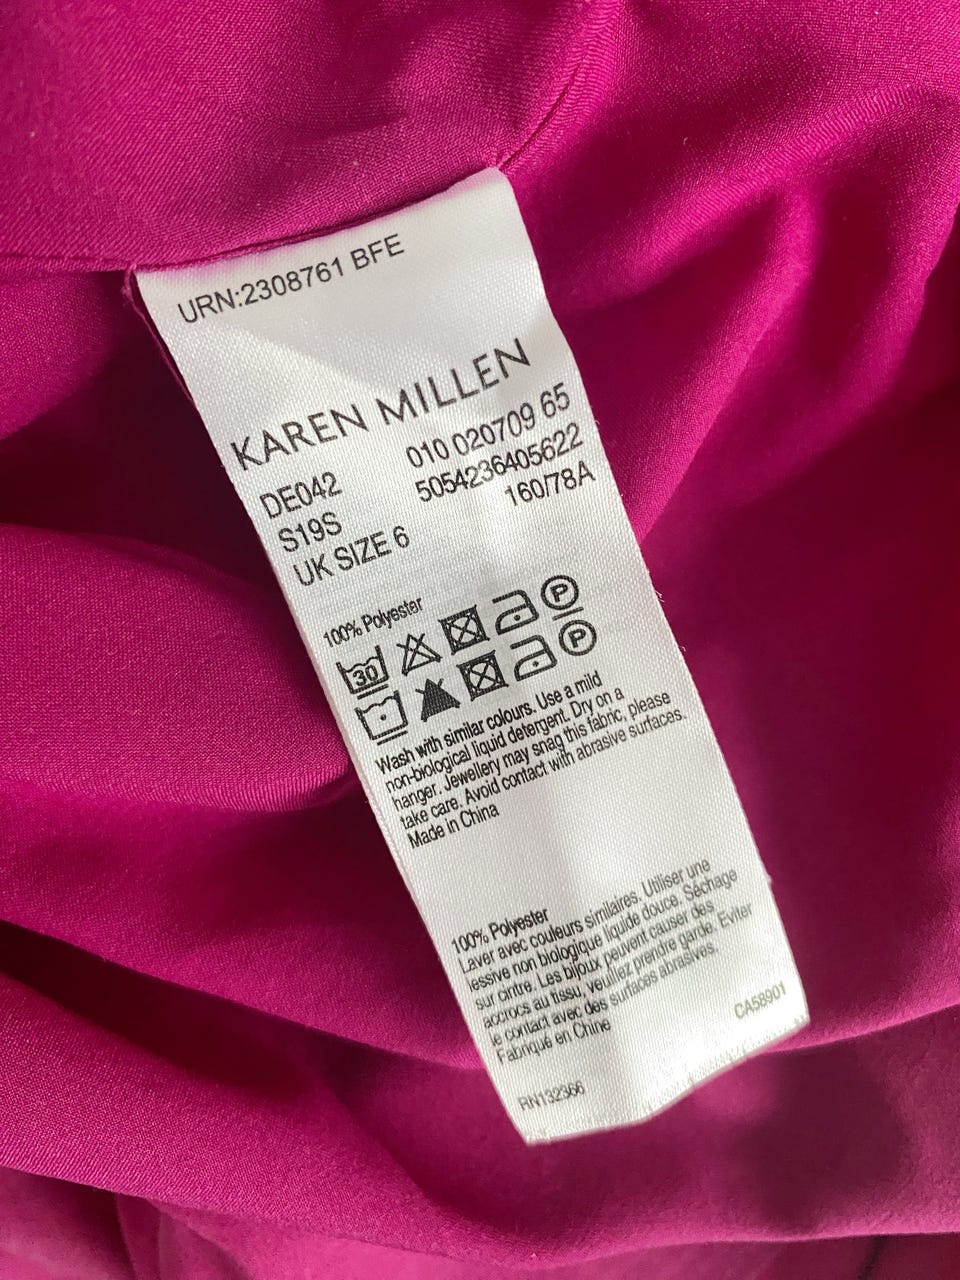 URN:2308761 BFE
KAREN MILLEN
DE042 010 020709 65
S19S 5054236405622
UK SIZE 6 160/78A
100% Polyester
30 P
P
Wash with similar colours. Use a mild
non-biological liquid detergent. Dry on a
hanger. Jewellery may snag this fabric, please
take care. Avoid contact with abrasive surfaces.
Made in China
100% Polyester
Laver avec couleurs similaires. Utiliser une
lessive non biologique liquide douce. Séchage
sur cintre. Les bijoux peuvent causer des
accrocs au tissu, veuillez prendre garde. Eviter
le contact avec des surfaces abrasives.
Fabriqué en Chine
CA58901
RN132366